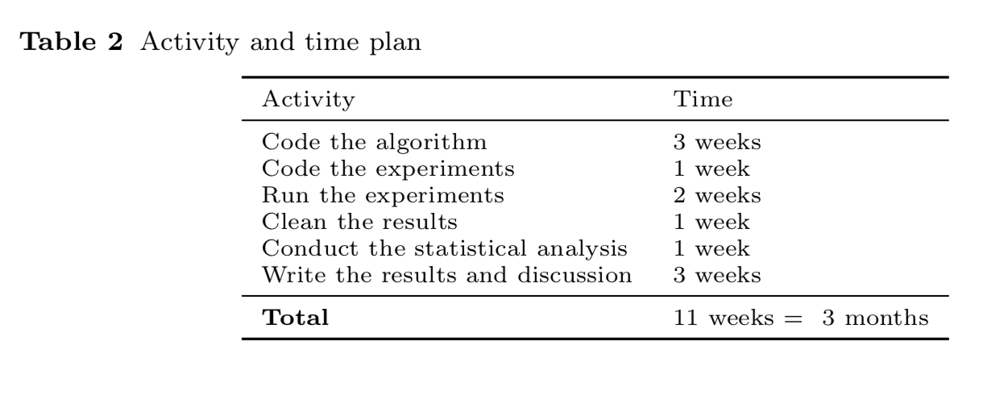 Table 2 Activity and time plan
Activity Time
Code the algorithm 3 weeks
Code the experiments 1 week
Run the experiments 2 weeks
Clean the results 1 week
Conduct the statistical analysis 1 week
Write the results and discussion 3 weeks
Total 11 weeks = 3 months